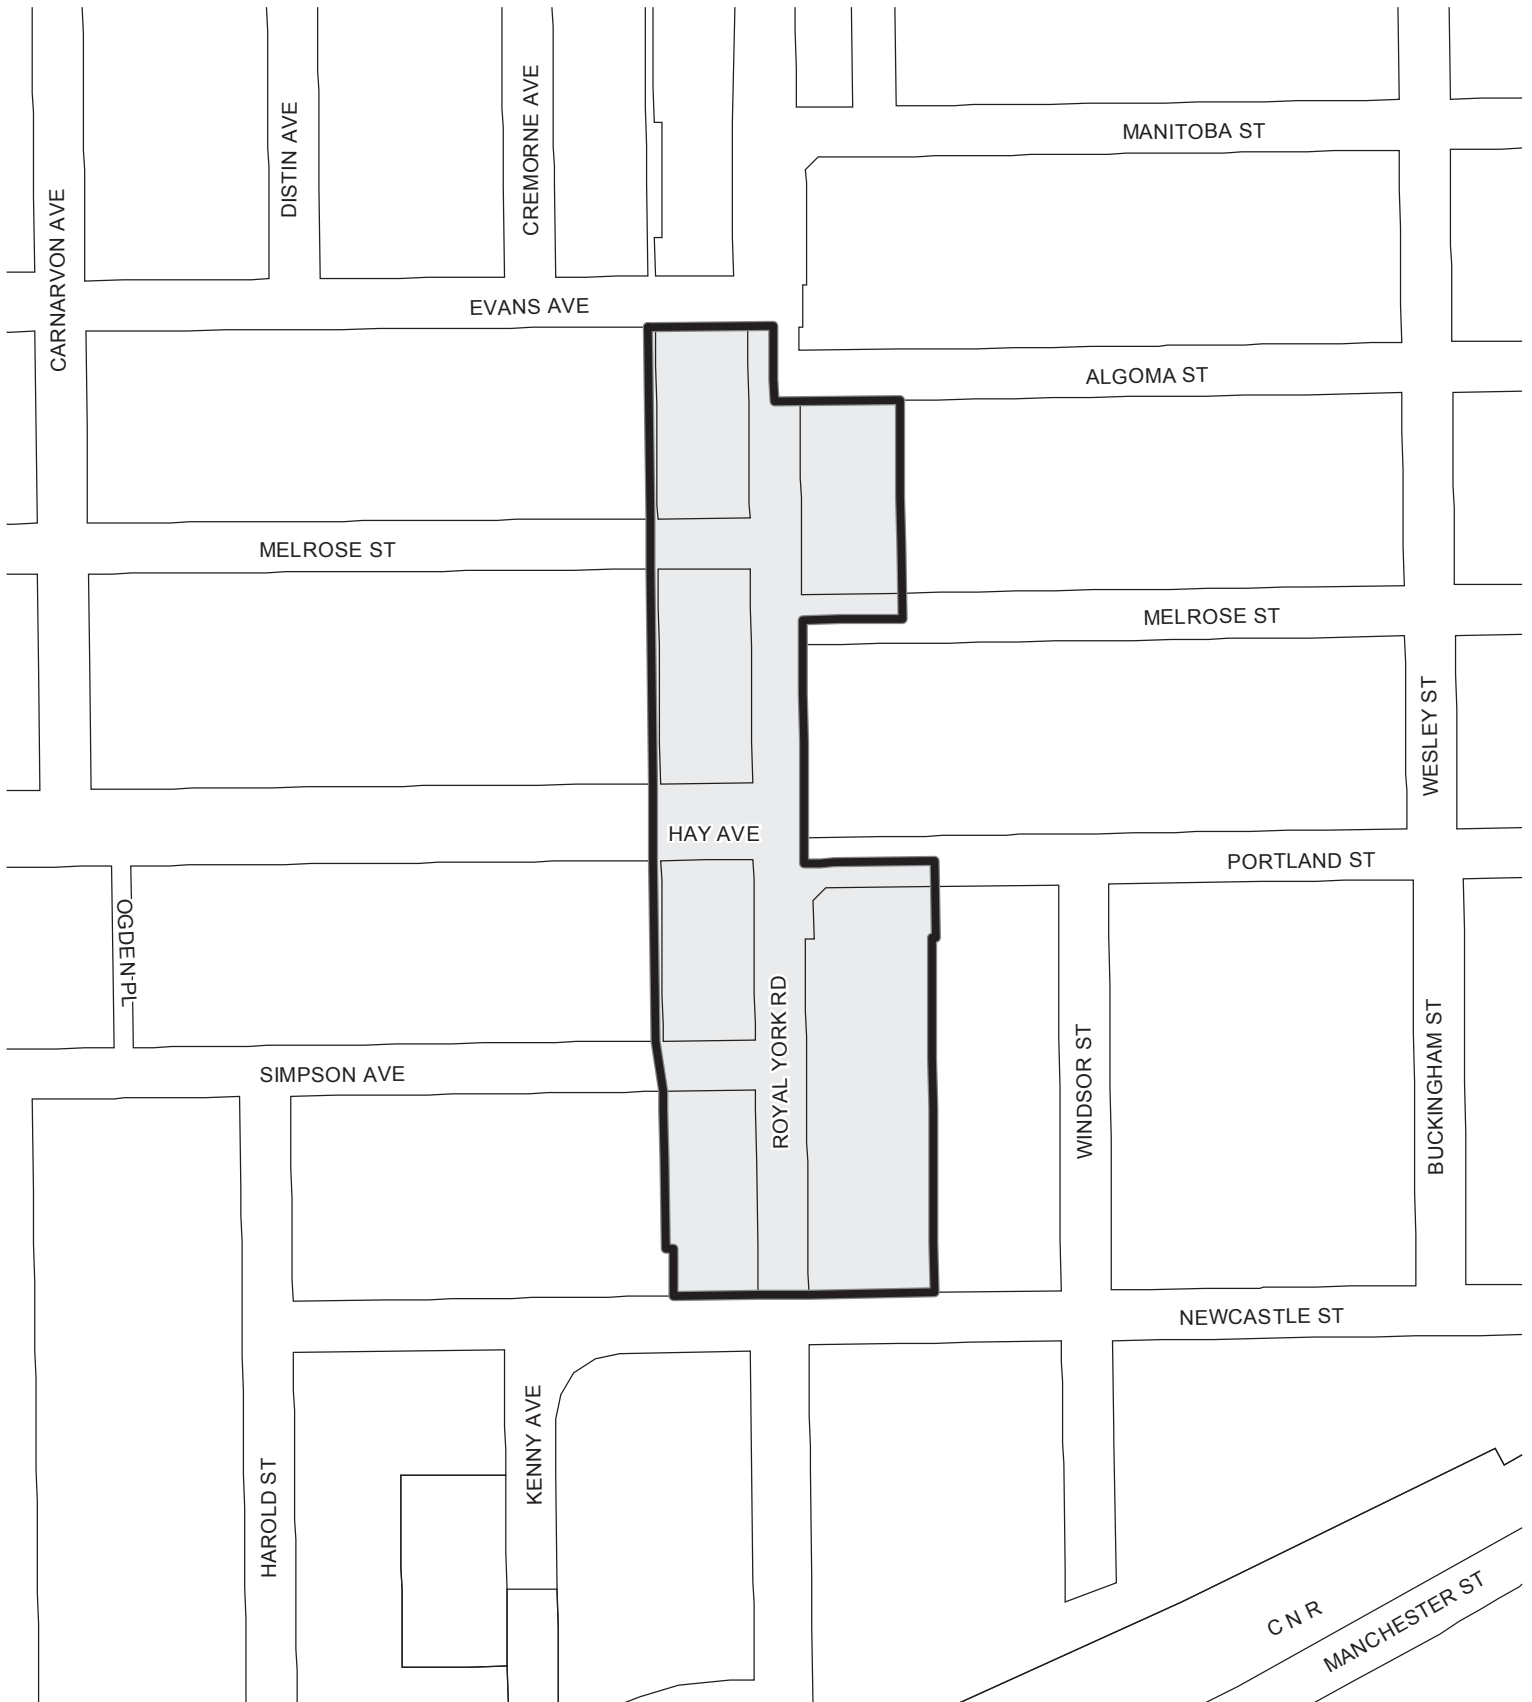 MANITOBA ST
CREMORNE AVE
DISTIN AVE
CARNARVON AVE
EVANS AVE
ALGOMA ST
MELROSE ST
MELROSE ST
WESLEY ST
HAY AVE
PORTLAND ST
OGDEN PL
ROYAL YORK RD
WINDSOR ST
BUCKINGHAM ST
SIMPSON AVE
NEWCASTLE ST
KENNY AVE
HAROLD ST
C N R
MANCHESTER ST